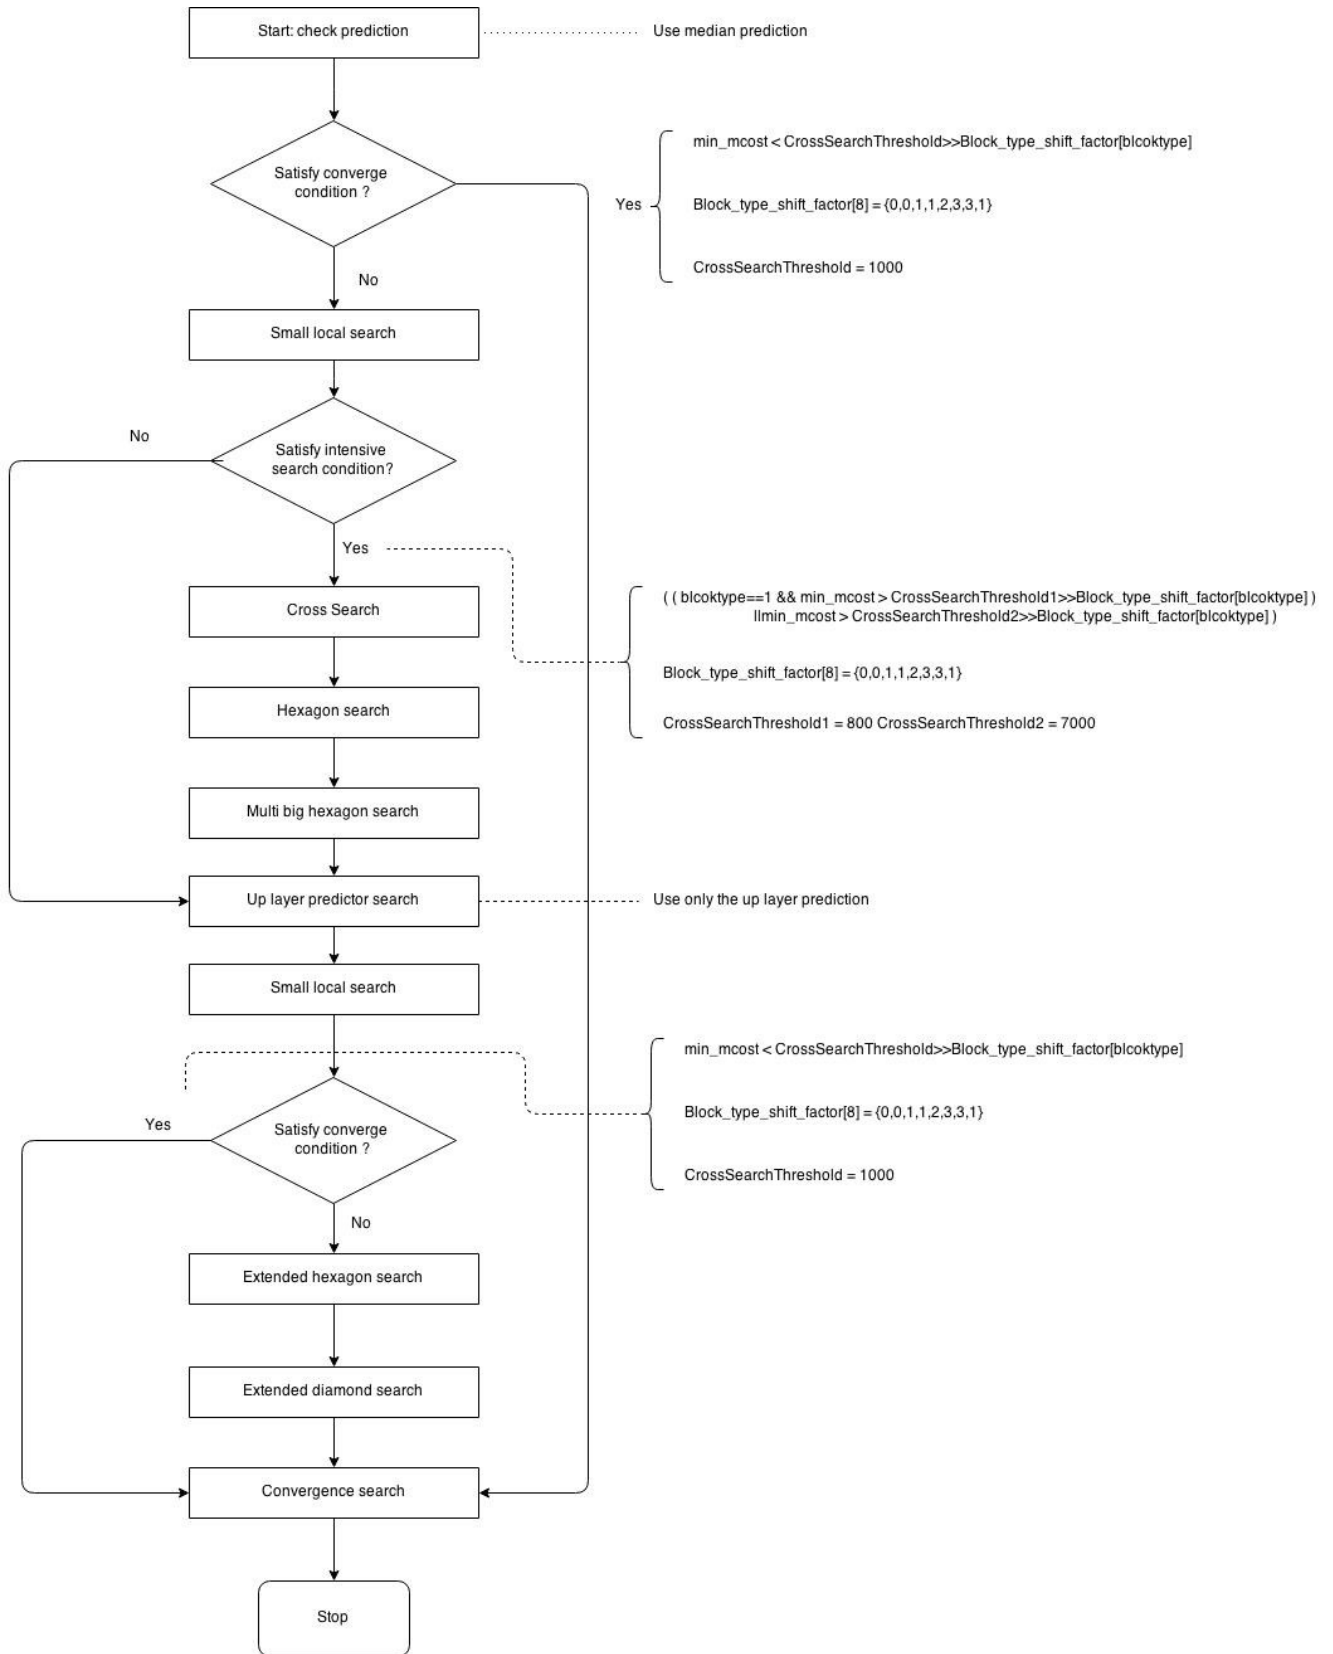 Start: check prediction
Use median prediction
Satisfy converge
condition ?
Yes
min_mcost < CrossSearchThreshold>>Block_type_shift_factor[blcoktype]
Block_type_shift_factor[8] = {0,0,1,1,2,3,3,1}
CrossSearchThreshold = 1000
No
Small local search
No
Satisfy intensive
search condition?
Yes
( ( blcoktype==1 && min_mcost > CrossSearchThreshold1>>Block_type_shift_factor[blcoktype] )
llmin_mcost > CrossSearchThreshold2>>Block_type_shift_factor[blcoktype] )
Block_type_shift_factor[8] = {0,0,1,1,2,3,3,1}
CrossSearchThreshold1 = 800 CrossSearchThreshold2 = 7000
Cross Search
Hexagon search
Multi big hexagon search
Up layer predictor search
Use only the up layer prediction
Small local search
min_mcost < CrossSearchThreshold>>Block_type_shift_factor[blcoktype]
Block_type_shift_factor[8] = {0,0,1,1,2,3,3,1}
CrossSearchThreshold = 1000
Yes
Satisfy converge
condition ?
No
Extended hexagon search
Extended diamond search
Convergence search
Stop